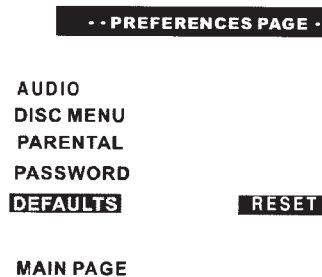 - - PREFERENCES PAGE -
AUDIO
DISC MENU
PARENTAL
PASSWORD
DEFAULTS RESET
MAIN PAGE